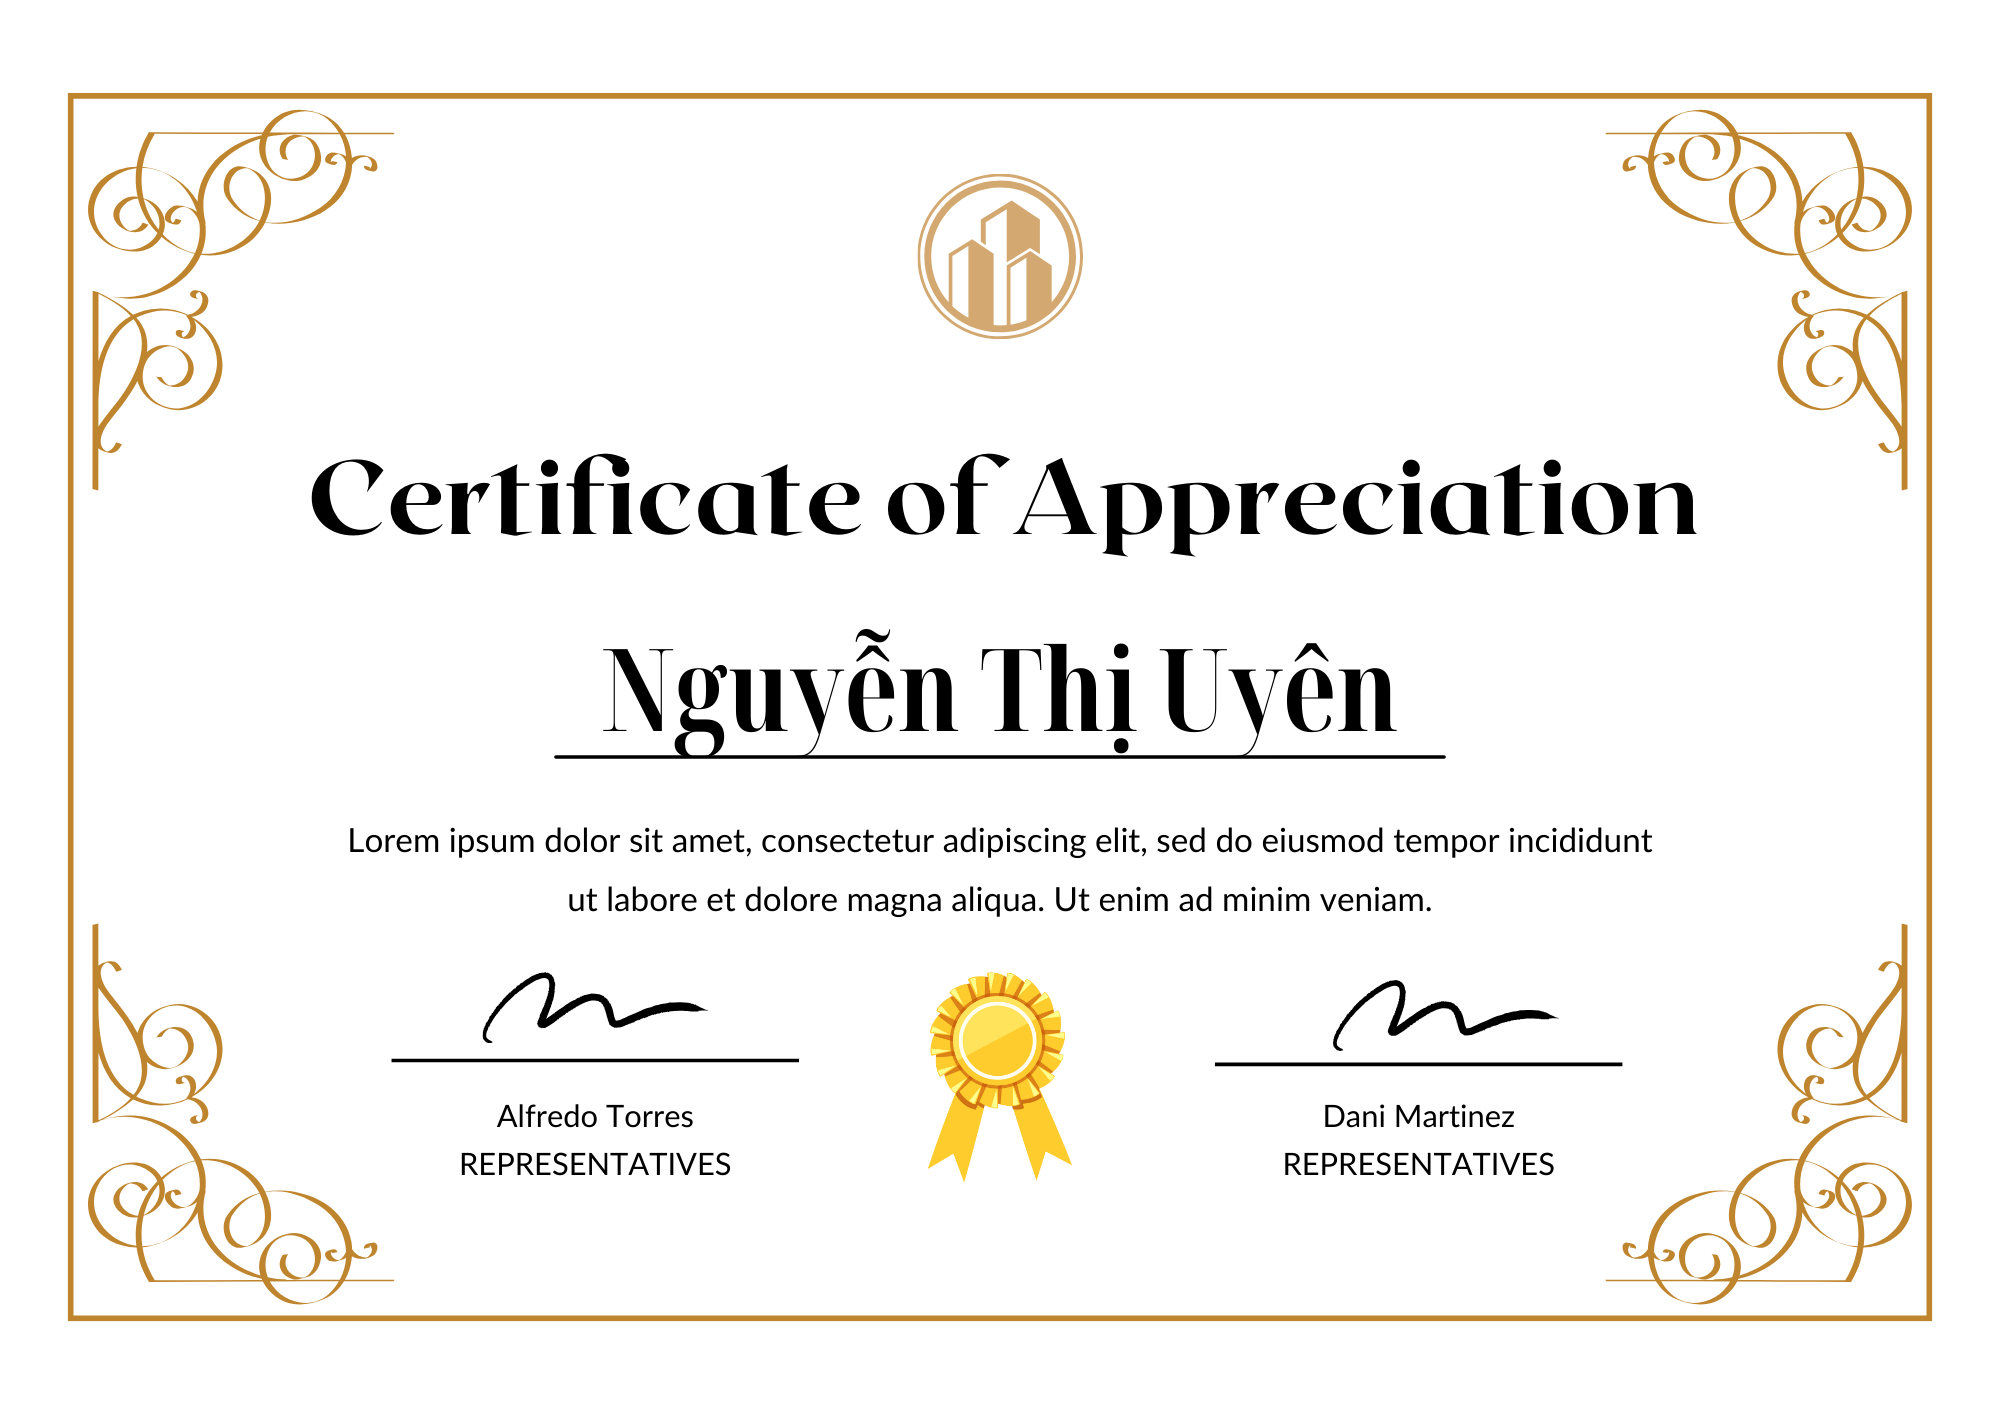 Certificate of Appreciation
Nguyễn Thị Uyên
Lorem ipsum dolor sit amet, consectetur adipiscing elit, sed do eiusmod tempor incididunt
ut labore et dolore magna aliqua. Ut enim ad minim veniam.
Alfredo Torres
REPRESENTATIVES
Dani Martinez
REPRESENTATIVES